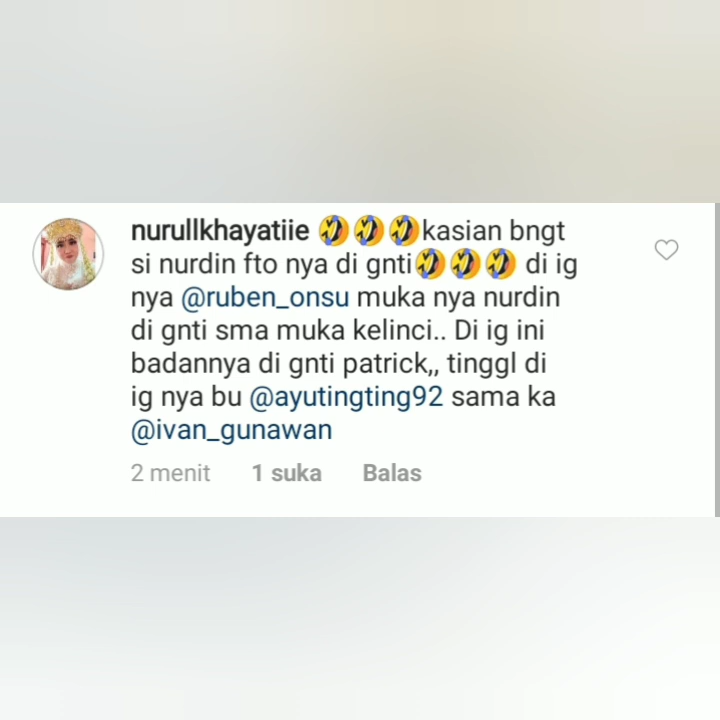 nurullkhayatiie 🤣🤣🤣kasian bngt
si nurdin fto nya di gnti🤣🤣🤣 di ig
nya @ruben_onsu muka nya nurdin
di gnti sma muka kelinci.. Di ig ini
badannya di gnti patrick,, tinggl di
ig nya bu @ayutingting92 sama ka
@ivan_gunawan
2 menit 1 suka Balas